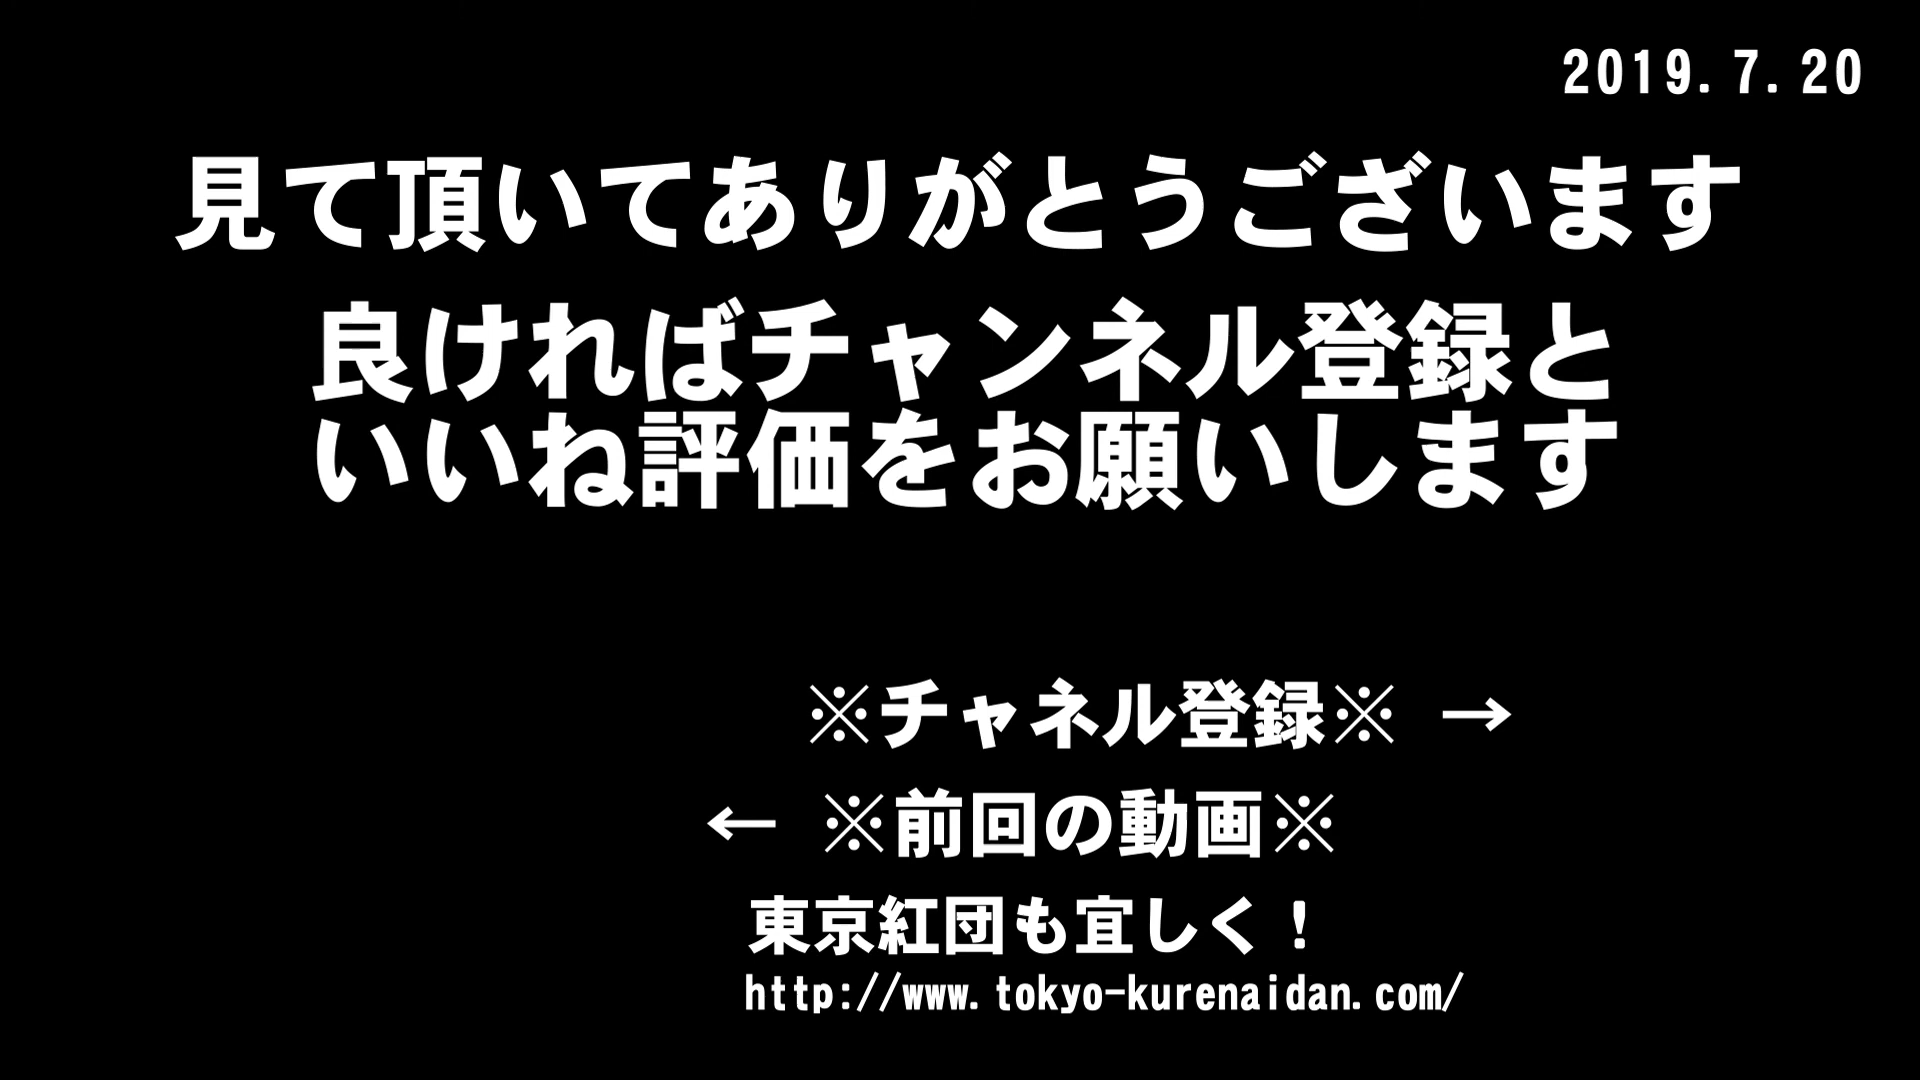 2019.7.20
見て頂いてありがとうございます
良ければチャンネル登録と
いいね評価をお願いします
※チャネル登録※ →
← ※前回の動画※
東京紅団も宜しく！
http://www.tokyo-kurenaidan.com/